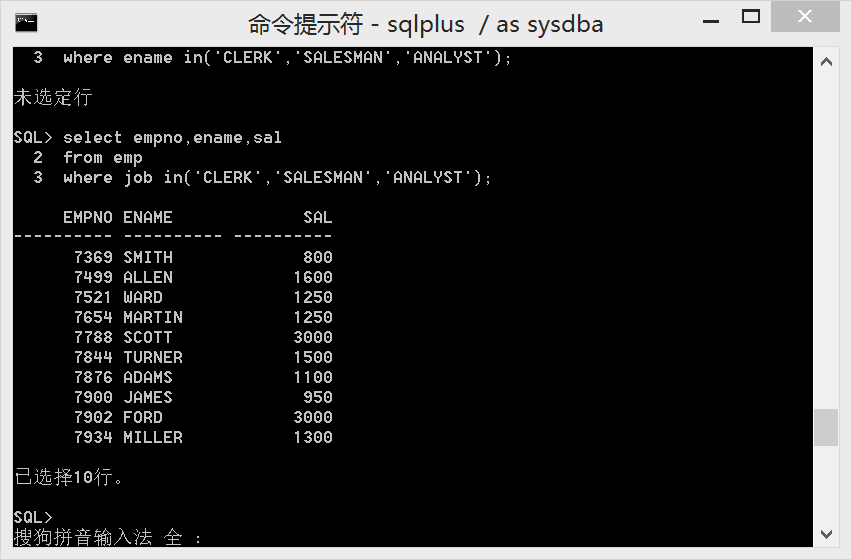 命令提示符 - sqlplus  / as sysdba
  3  where ename in('CLERK','SALESMAN','ANALYST');
未选定行
SQL> select empno,ename,sal
  2  from emp
  3  where job in('CLERK','SALESMAN','ANALYST');
     EMPNO ENAME             SAL
---------- ---------- ----------
      7369 SMITH             800
      7499 ALLEN            1600
      7521 WARD             1250
      7654 MARTIN           1250
      7788 SCOTT            3000
      7844 TURNER           1500
      7876 ADAMS            1100
      7900 JAMES             950
      7902 FORD             3000
      7934 MILLER           1300
已选择10行。
SQL>
搜狗拼音输入法 全 :